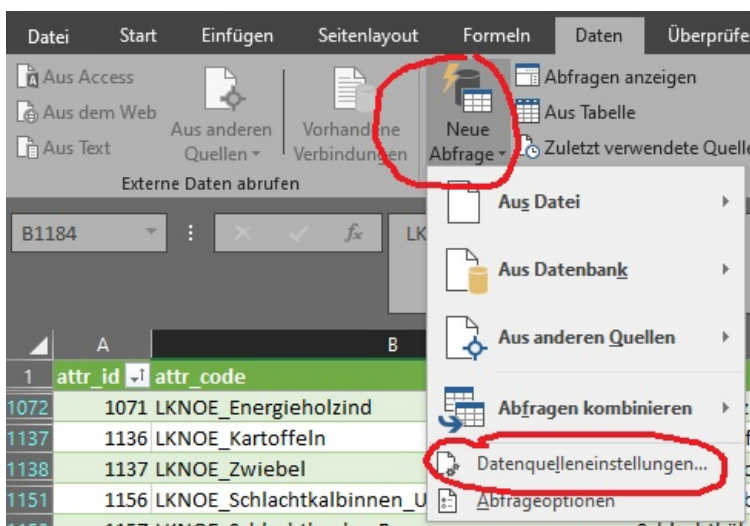 Datei Start Einfügen Seitenlayout Formeln Daten Überprüfe
Aus Access
Aus dem Web
Aus Text
Aus anderen
Quellen
Vorhandene
Verbindungen
Neue
Abfrage
Abfragen anzeigen
Aus Tabelle
Zuletzt verwendete Quelle
Externe Daten abrufen
B1184 fx LK
Aus Datei
Aus Datenbank
Aus anderen Quellen
Abfragen kombinieren
Datenquelleneinstellungen...
Abfrageoptionen
A B
1 attr_id attr_code
1072 1071 LKNOE_Energieholzind
1137 1136 LKNOE_Kartoffeln
1138 1137 LKNOE_Zwiebel
1151 1156 LKNOE_Schlachtkalbinnen_U